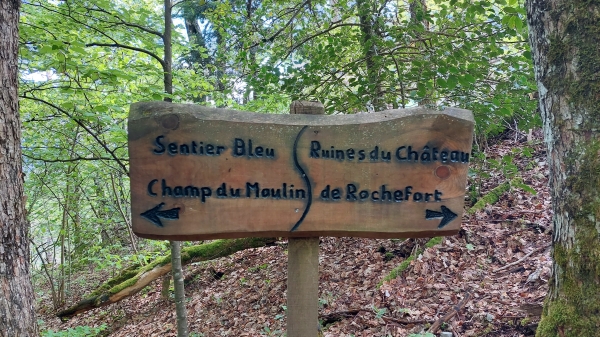 Sentier Bleu
Champ du Moulin
Ruines du Château
de Rochefort